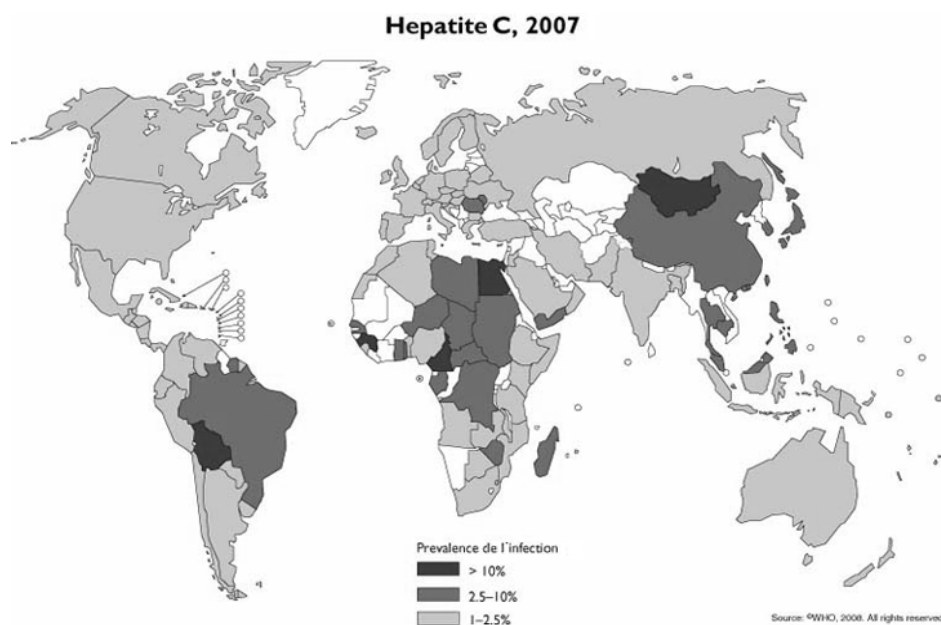 Hepatite C, 2007
Prevalence de l'infection
> 10%
2.5–10%
1–2.5%
Source: ©WHO, 2008. All rights reserved